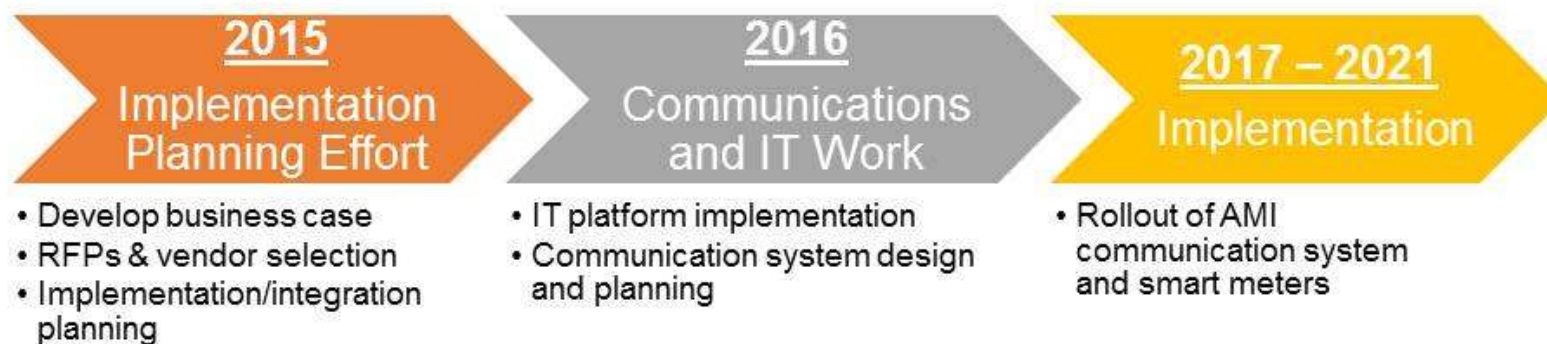 2015
Implementation
Planning Effort
• Develop business case
• RFPs & vendor selection
• Implementation/integration
planning
2016
Communications
and IT Work
• IT platform implementation
• Communication system design
and planning
2017 – 2021
Implementation
• Rollout of AMI
communication system
and smart meters